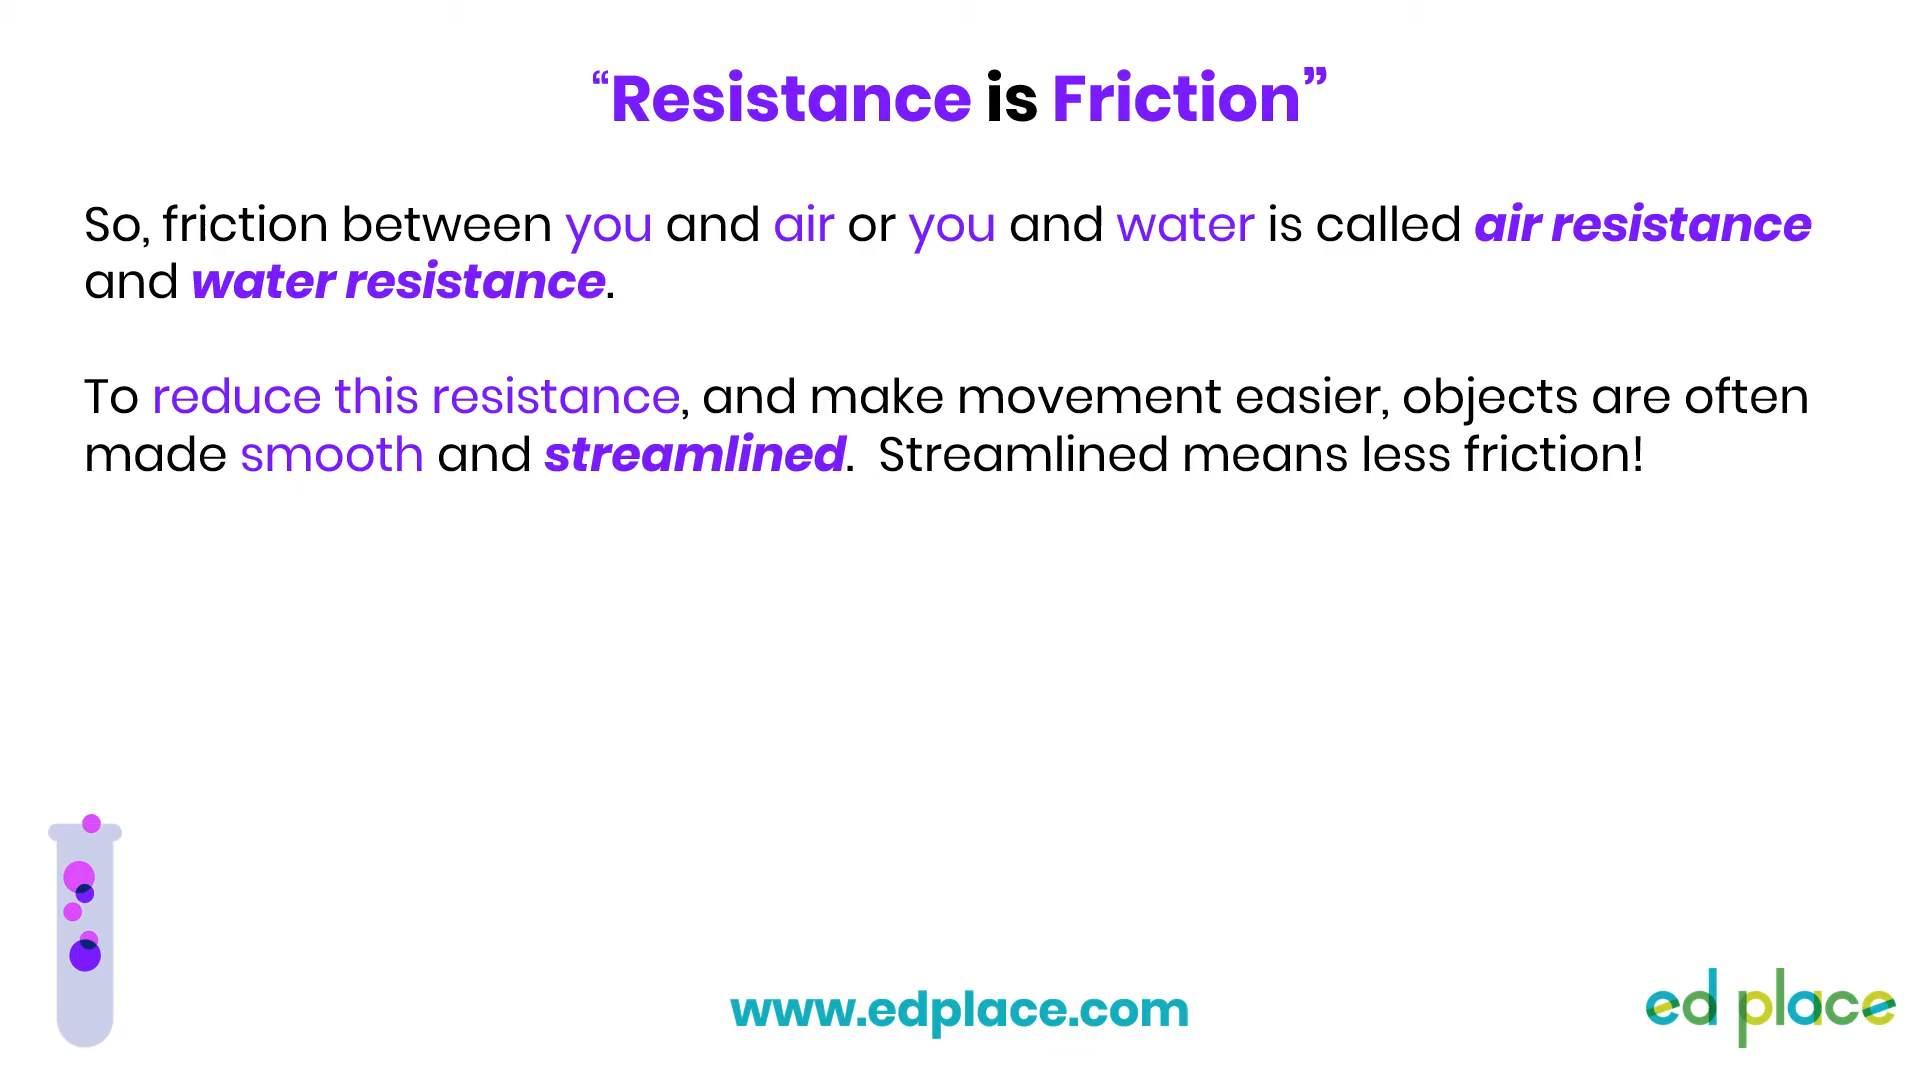 “Resistance is Friction”
So, friction between you and air or you and water is called air resistance
and water resistance.
To reduce this resistance, and make movement easier, objects are often
made smooth and streamlined.  Streamlined means less friction!
www.edplace.com
ed place